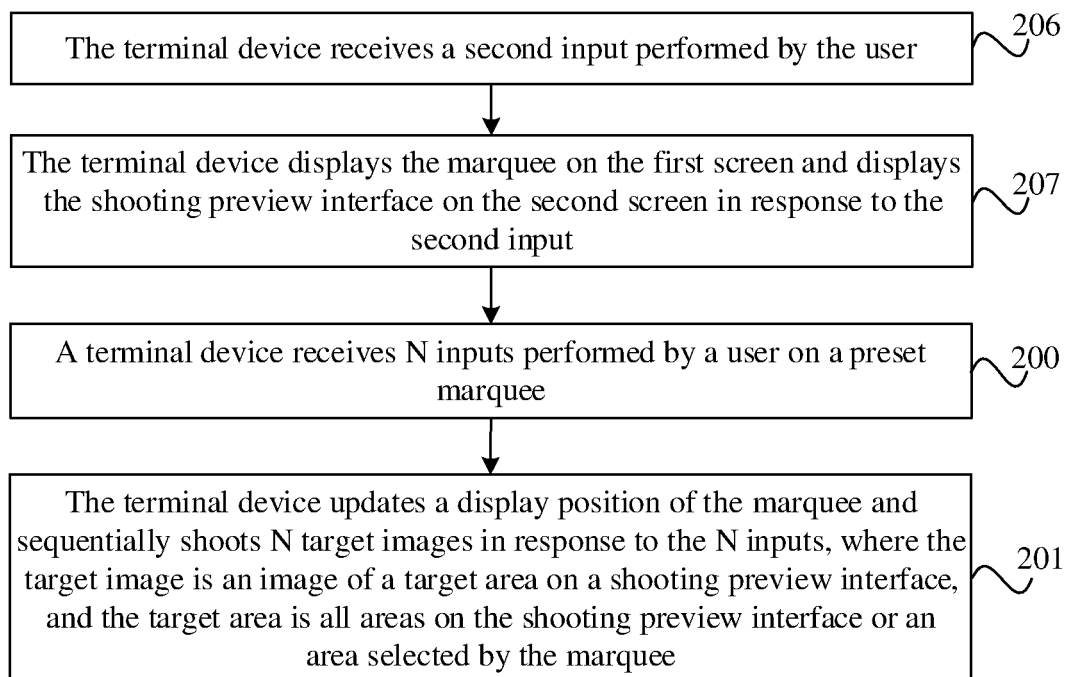 The terminal device receives a second input performed by the user
206
The terminal device displays the marquee on the first screen and displays
the shooting preview interface on the second screen in response to the
second input
207
A terminal device receives N inputs performed by a user on a preset
marquee
200
The terminal device updates a display position of the marquee and
sequentially shoots N target images in response to the N inputs, where the
target image is an image of a target area on a shooting preview interface,
and the target area is all areas on the shooting preview interface or an
area selected by the marquee
201